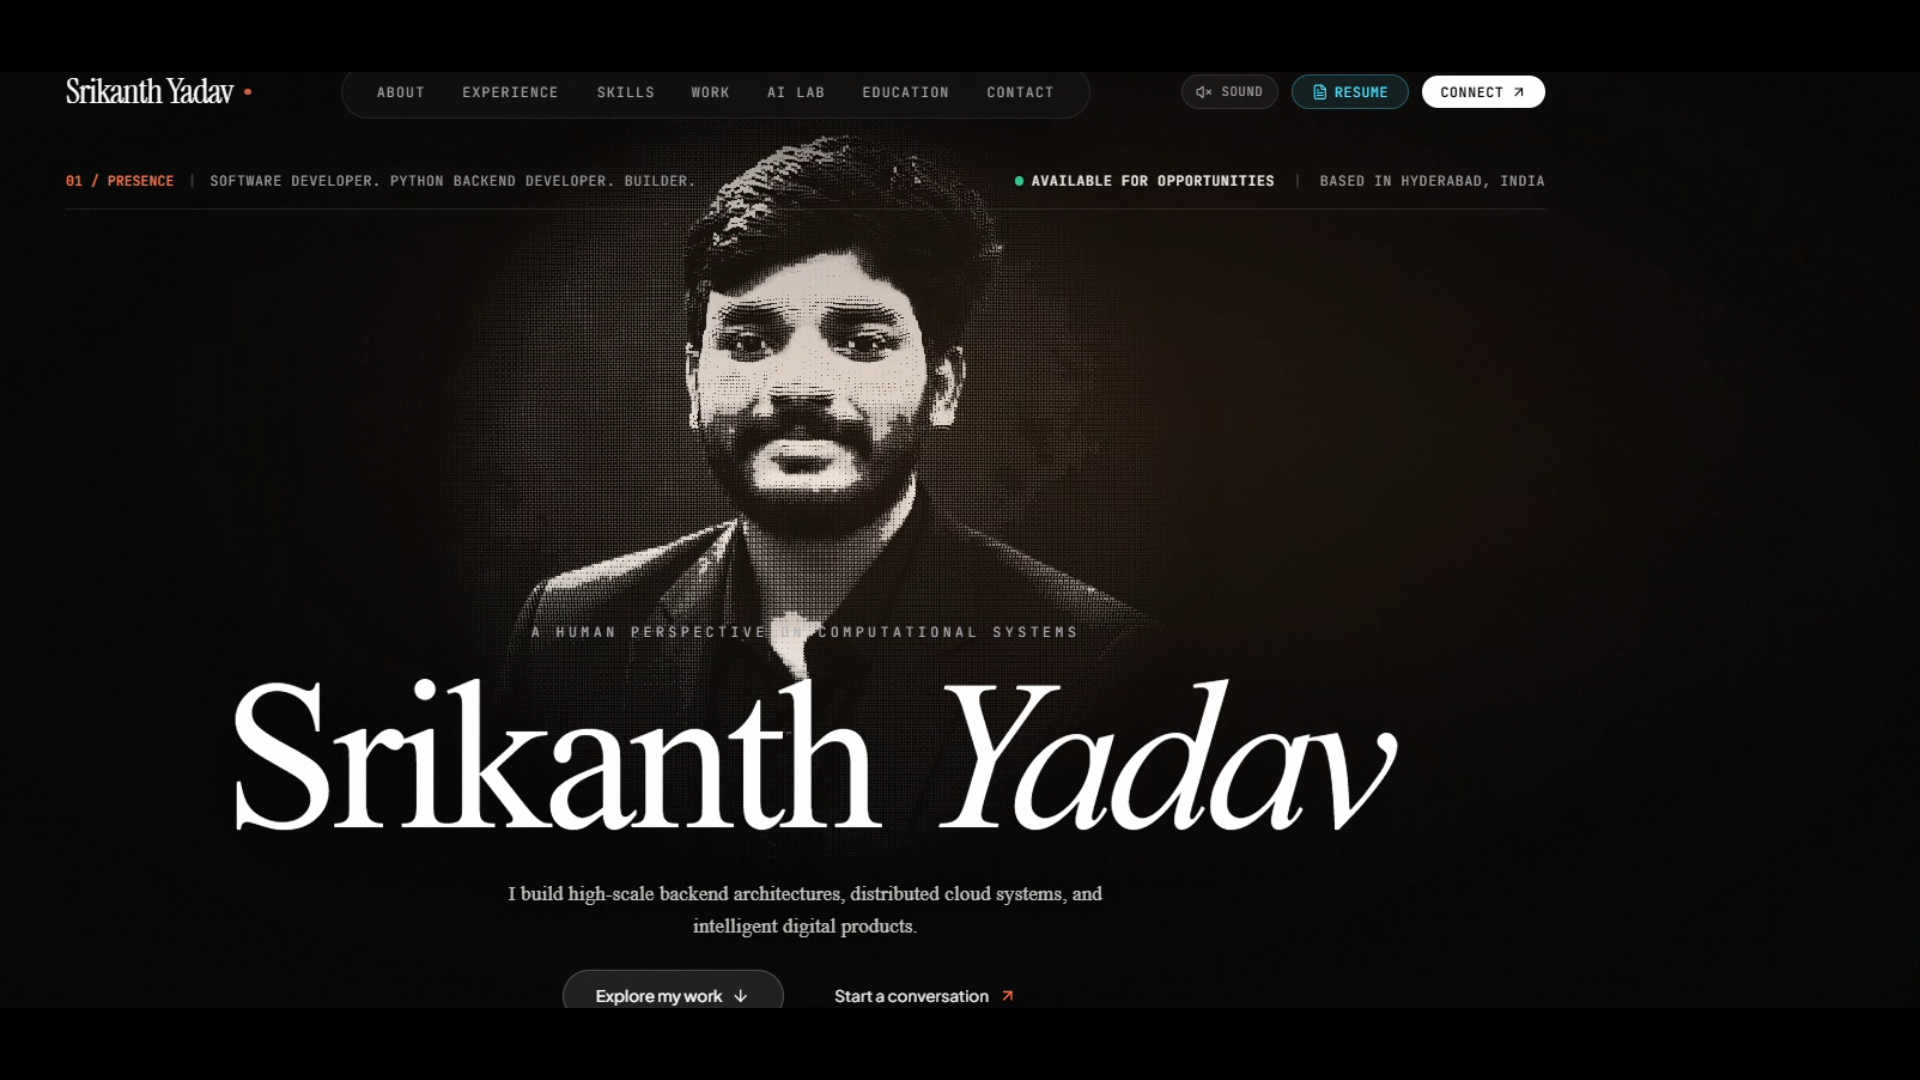 Srikanth Yadav
ABOUT EXPERIENCE SKILLS WORK AI LAB EDUCATION CONTACT
SOUND
RESUME
CONNECT ↗
01 / PRESENCE | SOFTWARE DEVELOPER. PYTHON BACKEND DEVELOPER. BUILDER.
AVAILABLE FOR OPPORTUNITIES | BASED IN HYDERABAD, INDIA
A HUMAN PERSPECTIVE ON COMPUTATIONAL SYSTEMS
Srikanth Yadav
I build high-scale backend architectures, distributed cloud systems, and
intelligent digital products.
Explore my work ↓
Start a conversation ↗